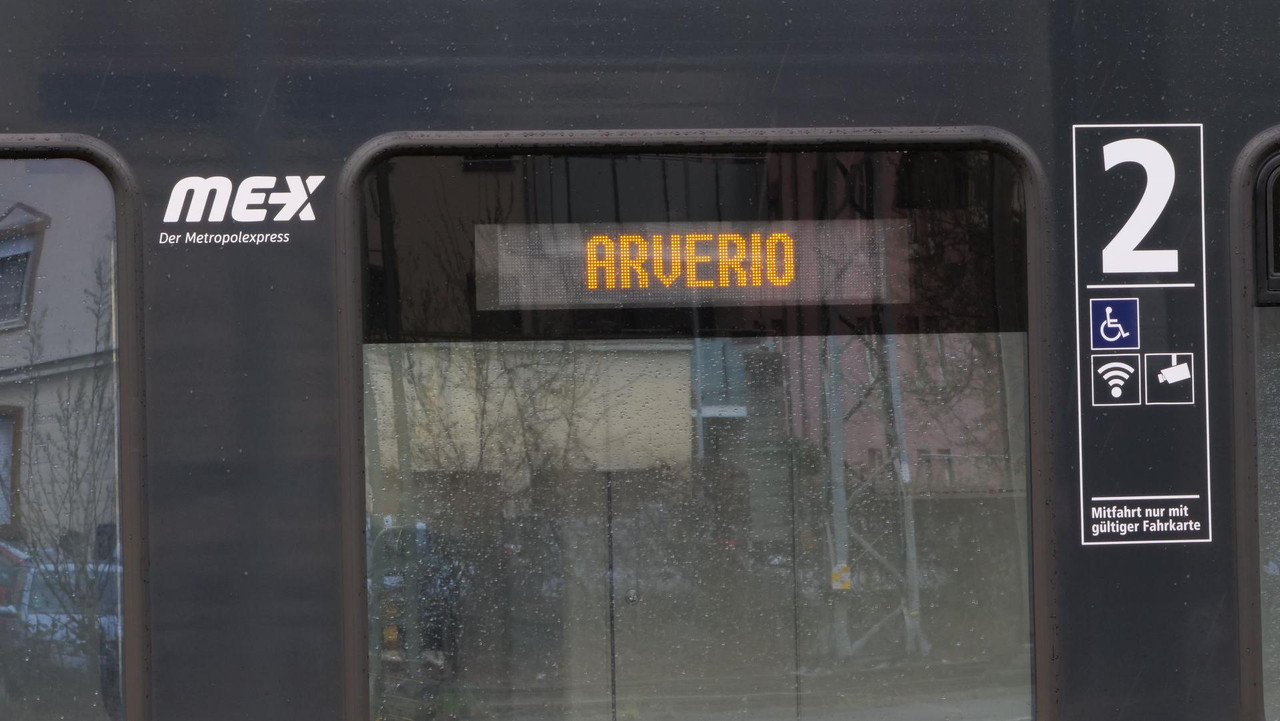 MEX
Der Metropolexpress
ARVERIO
2
Mitfahrt nur mit
gültiger Fahrkarte